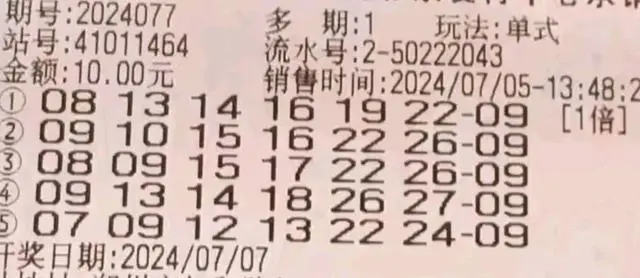 期号:2024077 多 期:1 玩法:单式
站号:41011464 流水号:2-50222043
金额:10.00元 销售时间:2024/07/05-13:48:2
① 08 13 14 16 19 22-09 [1倍]
② 09 10 15 16 22 26-09
③ 08 09 15 17 22 26-09
④ 09 13 14 18 26 27-09
⑤ 07 09 12 13 22 24-09
开奖日期:2024/07/07